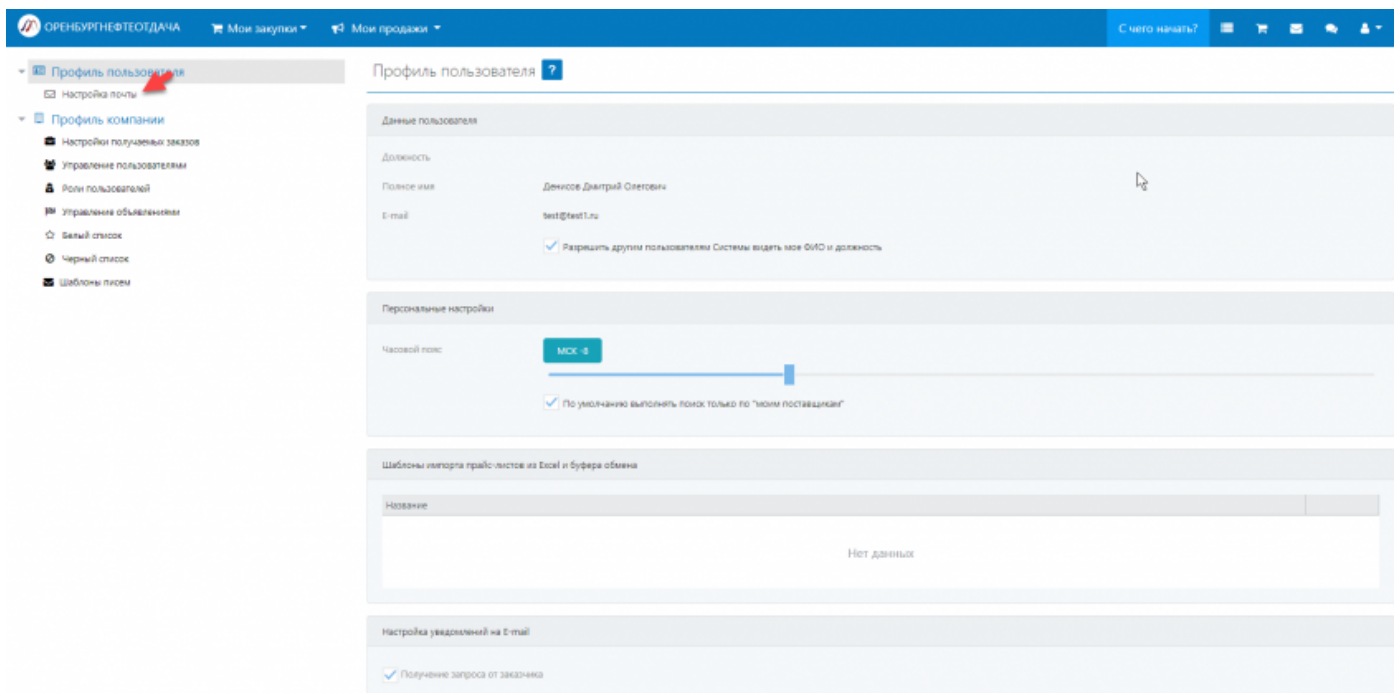 ОРЕНБУРГНЕФТЕОТДАЧА Мои закупки Мои продажи С чего начать?
Профиль пользователя
Настройка почты
Профиль компании
Настройки получаемых заказов
Управление пользователями
Роли пользователей
Управление объявлениями
Белый список
Черный список
Шаблоны писем
Профиль пользователя ?
Данные пользователя
Должность
Полное имя Денисов Дмитрий Олегович
E-mail test@test1.ru
Разрешить другим пользователям Системы видеть мое ФИО и должность
Персональные настройки
Часовой пояс МСК
По умолчанию выполнять поиск только по "моим поставщикам"
Шаблоны импорта прайс-листов из Excel и буфера обмена
Название
Нет данных
Настройка уведомлений на E-mail
Получение запроса от заказчика